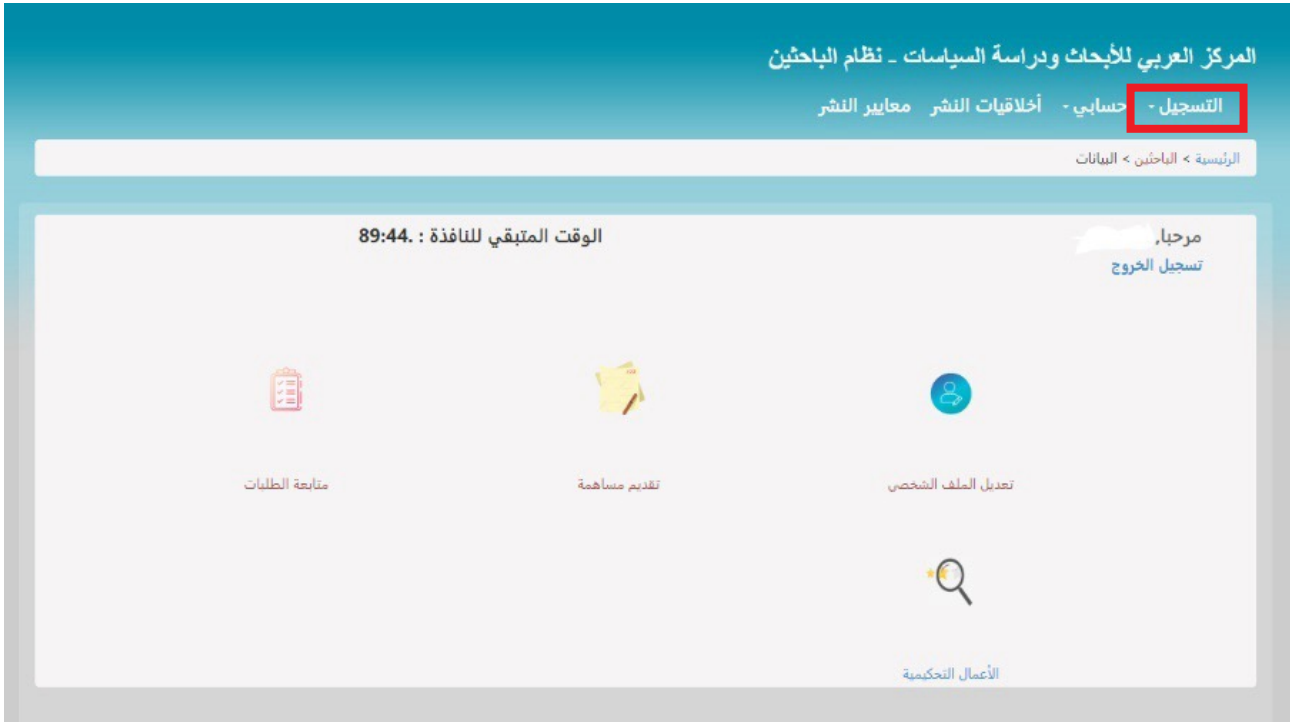 المركز العربي للأبحاث ودراسة السياسات - نظام الباحثين
التسجيل - حسابي - أخلاقيات النشر معايير النشر
الرئيسية > الباحثين > البيانات
مرحبا, الوقت المتبقي للنافذة : .89:44
تسجيل الخروج
تعديل الملف الشخصي تقديم مساهمة متابعة الطلبات
الأعمال التحكيمية